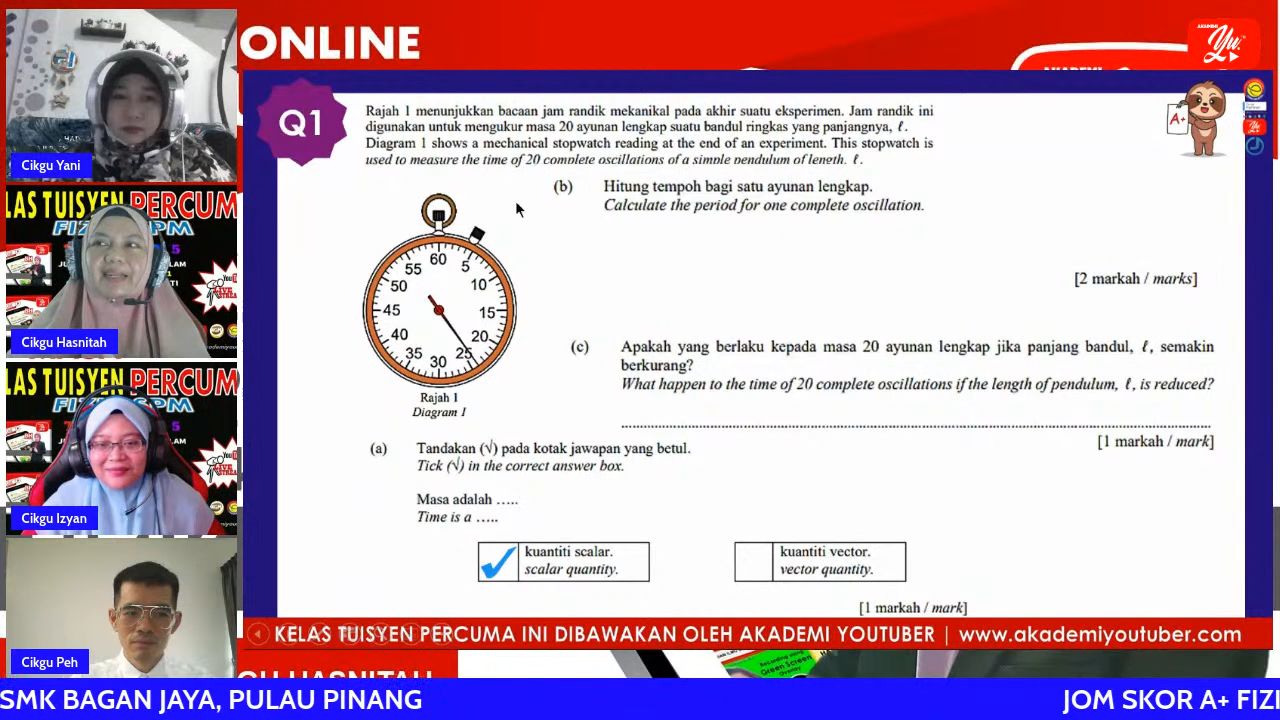 ONLINE
AKADEMI
Yu
Cikgu Yani
LAS TUISYEN PERCUM
Cikgu Hasnitah
LAS TUISYEN PERCUM
Cikgu Izyan
Cikgu Peh
Q1
Rajah 1 menunjukkan bacaan jam randik mekanikal pada akhir suatu eksperimen. Jam randik ini
digunakan untuk mengukur masa 20 ayunan lengkap suatu bandul ringkas yang panjangnya, ℓ.
Diagram 1 shows a mechanical stopwatch reading at the end of an experiment. This stopwatch is
used to measure the time of 20 complete oscillations of a simple pendulum of length, ℓ.
A+
60
5
10
15
20
25
30
35
40
45
50
55
Rajah 1
Diagram 1
(b) Hitung tempoh bagi satu ayunan lengkap.
Calculate the period for one complete oscillation.
[2 markah / marks]
(c) Apakah yang berlaku kepada masa 20 ayunan lengkap jika panjang bandul, ℓ, semakin
berkurang?
What happen to the time of 20 complete oscillations if the length of pendulum, ℓ, is reduced?
[1 markah / mark]
(a) Tandakan (√) pada kotak jawapan yang betul.
Tick (√) in the correct answer box.
Masa adalah …..
Time is a …..
kuantiti scalar.
scalar quantity.
kuantiti vector.
vector quantity.
[1 markah / mark]
KELAS TUISYEN PERCUMA INI DIBAWAKAN OLEH AKADEMI YOUTUBER | www.akademiyoutuber.com
SMK BAGAN JAYA, PULAU PINANG
JOM SKOR A+ FIZI